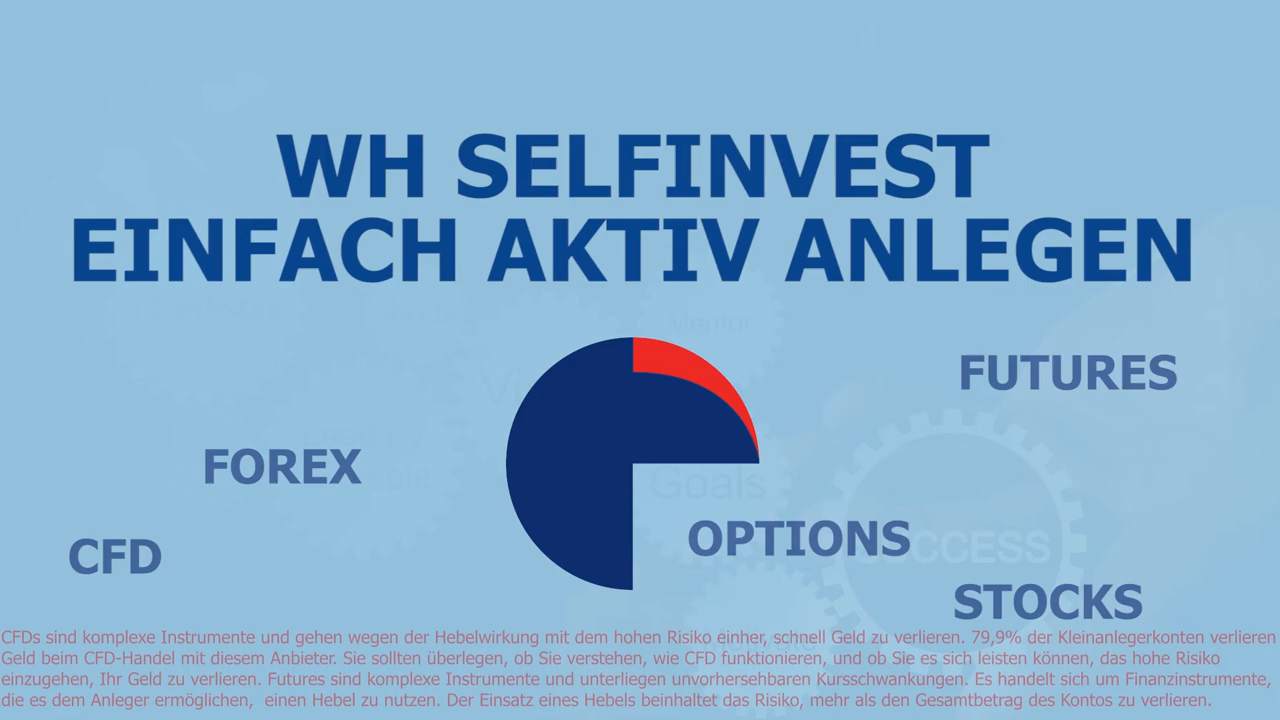 WH SELFINVEST
EINFACH AKTIV ANLEGEN
Mentor
FUTURES
FOREX
Goals
OPTIONS
CFD
STOCKS
CFDs sind komplexe Instrumente und gehen wegen der Hebelwirkung mit dem hohen Risiko einher, schnell Geld zu verlieren. 79,9% der Kleinanlegerkonten verlieren
Geld beim CFD-Handel mit diesem Anbieter. Sie sollten überlegen, ob Sie verstehen, wie CFD funktionieren, und ob Sie es sich leisten können, das hohe Risiko
einzugehen, Ihr Geld zu verlieren. Futures sind komplexe Instrumente und unterliegen unvorhersehbaren Kursschwankungen. Es handelt sich um Finanzinstrumente,
die es dem Anleger ermöglichen, einen Hebel zu nutzen. Der Einsatz eines Hebels beinhaltet das Risiko, mehr als den Gesamtbetrag des Kontos zu verlieren.